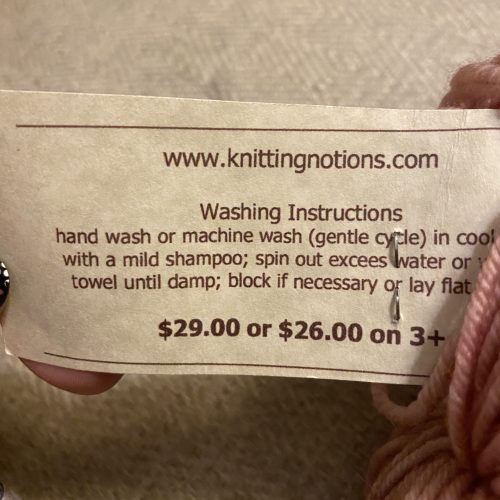 www.knittingnotions.com
Washing Instructions
hand wash or machine wash (gentle cycle) in cool
with a mild shampoo; spin out excees water or
towel until damp; block if necessary or lay flat
$29.00 or $26.00 on 3+